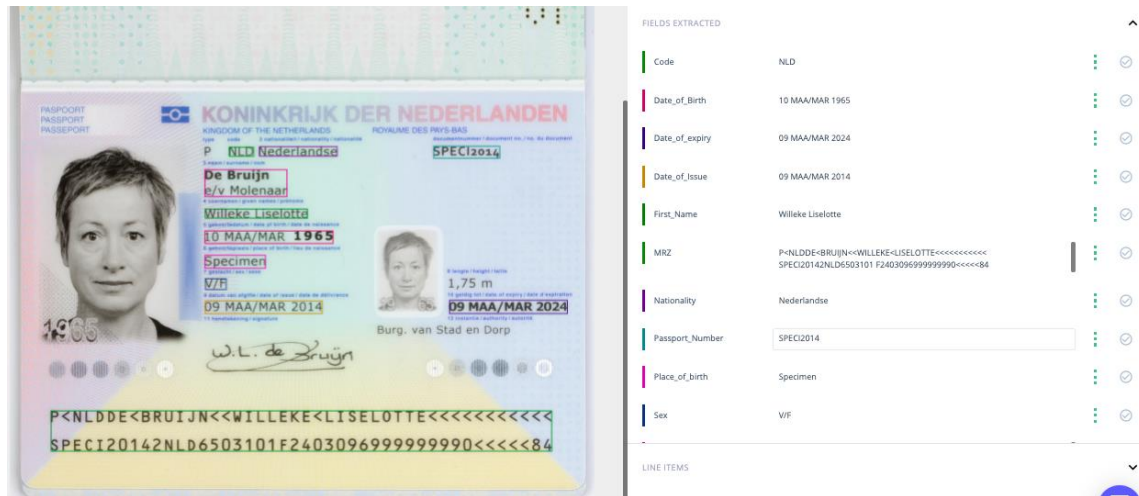 PASPOORT
PASSPORT
PASSEPORT
KONINKRIJK DER NEDERLANDEN
KINGDOM OF THE NETHERLANDS ROYAUME DES PAYS-BAS
P NLD Nederlandse SPECI2014
De Bruijn
e/v Molenaar
Willeke Liselotte
10 MAA/MAR 1965
Specimen
V/F
1,75 m
09 MAA/MAR 2014
09 MAA/MAR 2024
Burg. van Stad en Dorp
1965
W.L. de Bruijn
P<NLDDE<BRUIJN<<WILLEKE<LISELOTTE<<<<<<<<<<<
SPECI20142NLD6503101F2403096999999990<<<<<84
FIELDS EXTRACTED
Code NLD
Date_of_Birth 10 MAA/MAR 1965
Date_of_expiry 09 MAA/MAR 2024
Date_of_Issue 09 MAA/MAR 2014
First_Name Willeke Liselotte
MRZ P<NLDDE<BRUIJN<<WILLEKE<LISELOTTE<<<<<<<<<<<
SPECI20142NLD6503101 F2403096999999990<<<<<84
Nationality Nederlandse
Passport_Number SPECI2014
Place_of_birth Specimen
Sex V/F
LINE ITEMS